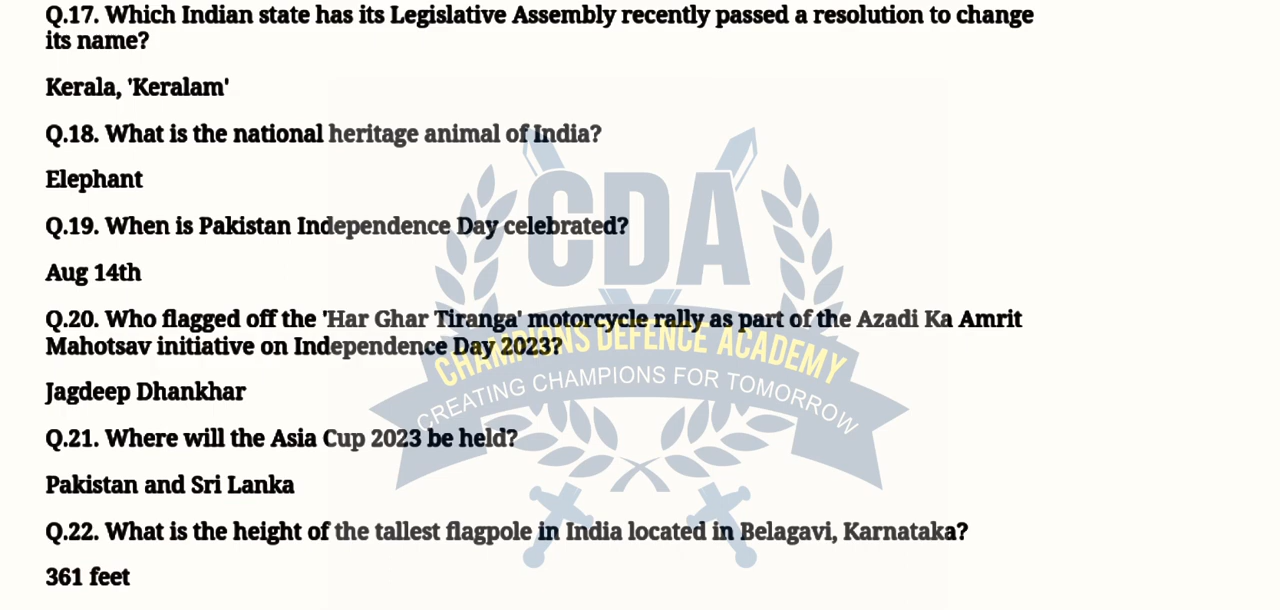 Q.17. Which Indian state has its Legislative Assembly recently passed a resolution to change
its name?
Kerala, 'Keralam'
Q.18. What is the national heritage animal of India?
Elephant
Q.19. When is Pakistan Independence Day celebrated?
Aug 14th
Q.20. Who flagged off the 'Har Ghar Tiranga' motorcycle rally as part of the Azadi Ka Amrit
Mahotsav initiative on Independence Day 2023?
Jagdeep Dhankhar
Q.21. Where will the Asia Cup 2023 be held?
Pakistan and Sri Lanka
Q.22. What is the height of the tallest flagpole in India located in Belagavi, Karnataka?
361 feet
CDA
CHAMPIONS DEFENCE ACADEMY
CREATING CHAMPIONS FOR TOMORROW